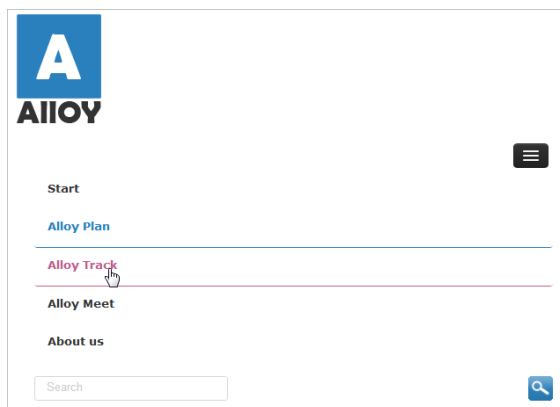 A
AllOY
Start
Alloy Plan
Alloy Track
Alloy Meet
About us
Search